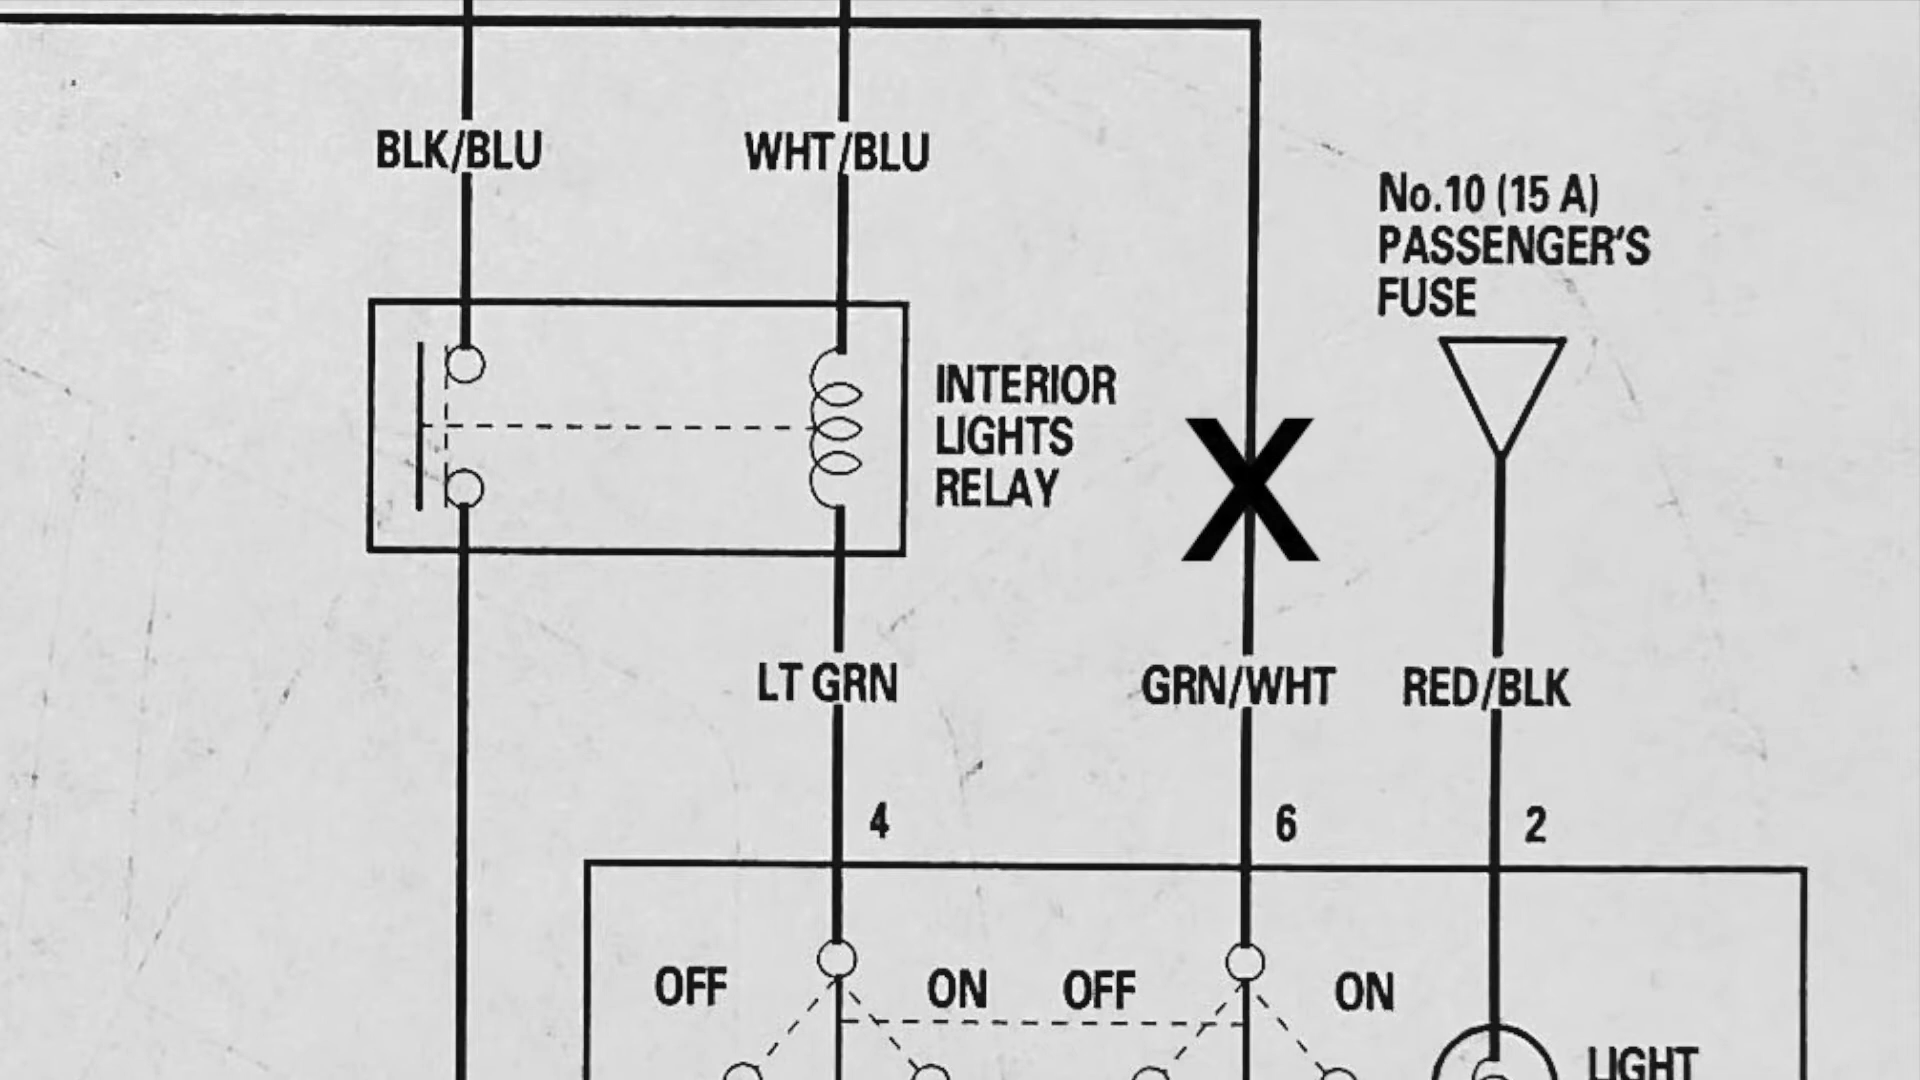 BLK/BLU
WHT/BLU
No.10 (15 A)
PASSENGER'S
FUSE
INTERIOR
LIGHTS
RELAY
X
LT GRN
GRN/WHT
RED/BLK
4
6
2
OFF
ON
OFF
ON
LIGHT